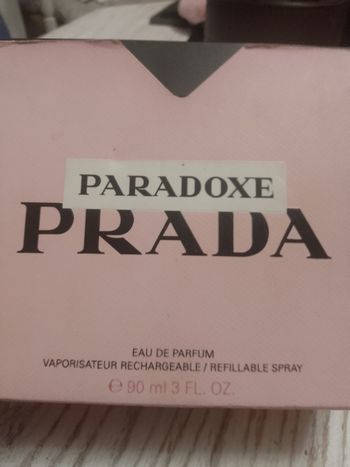 PARADOXE
PRADA
EAU DE PARFUM
VAPORISATEUR RECHARGEABLE / REFILLABLE SPRAY
℮ 90 ml 3 FL. OZ.